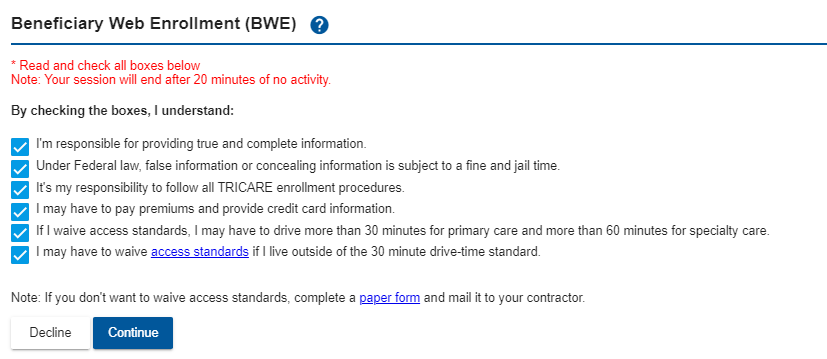 Beneficiary Web Enrollment (BWE) ?
* Read and check all boxes below
Note: Your session will end after 20 minutes of no activity.
By checking the boxes, I understand:
I'm responsible for providing true and complete information.
Under Federal law, false information or concealing information is subject to a fine and jail time.
It's my responsibility to follow all TRICARE enrollment procedures.
I may have to pay premiums and provide credit card information.
If I waive access standards, I may have to drive more than 30 minutes for primary care and more than 60 minutes for specialty care.
I may have to waive access standards if I live outside of the 30 minute drive-time standard.
Note: If you don't want to waive access standards, complete a paper form and mail it to your contractor.
Decline Continue